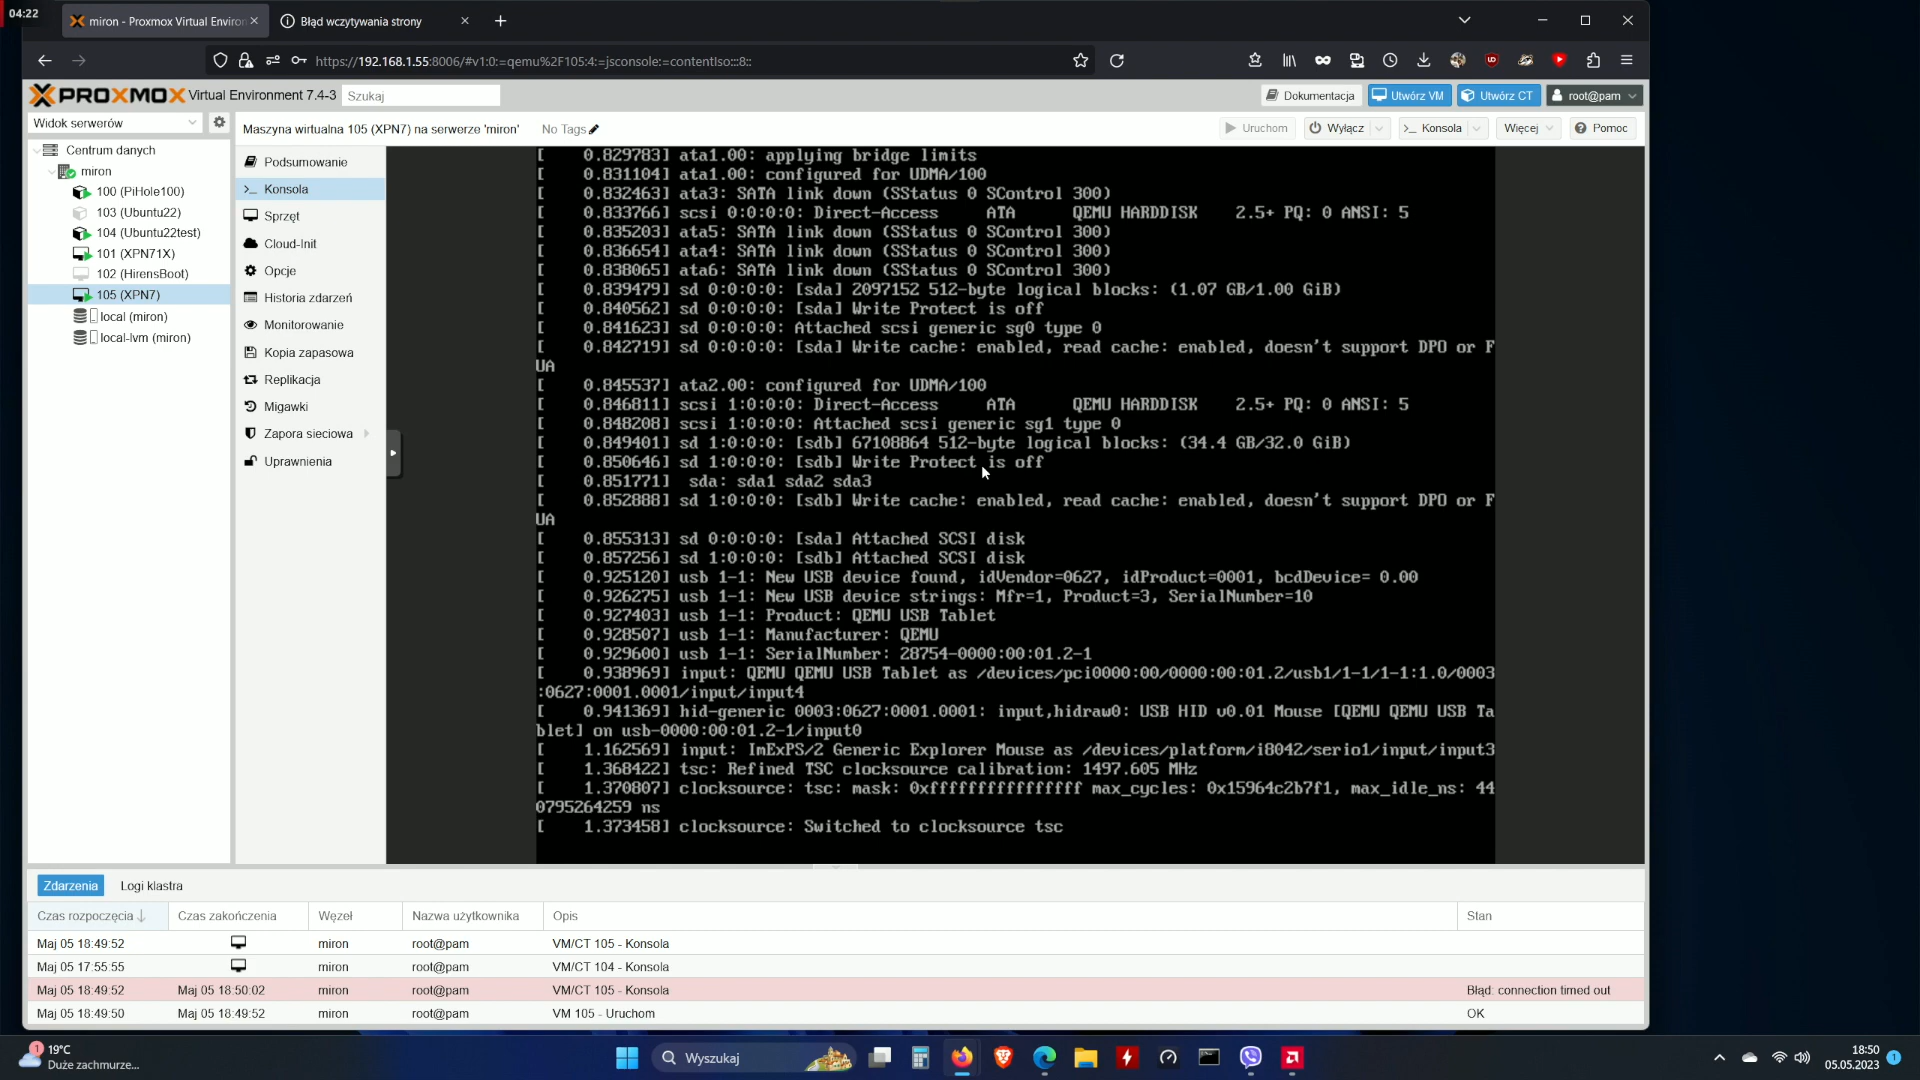 04:22
miron - Proxmox Virtual Environ
Błąd wczytywania strony
https://192.168.1.55:8006/#v1:0:=qemu%2F105:4:=jsconsole:=contentIso:::8::
PROXMOX Virtual Environment 7.4-3
Szukaj
Dokumentacja
Utwórz VM
Utwórz CT
root@pam
Widok serwerów
Maszyna wirtualna 105 (XPN7) na serwerze 'miron'
No Tags
Uruchom
Wyłącz
Konsola
Więcej
Pomoc
Centrum danych
miron
100 (PiHole100)
103 (Ubuntu22)
104 (Ubuntu22test)
101 (XPN71X)
102 (HirensBoot)
105 (XPN7)
local (miron)
local-lvm (miron)
Podsumowanie
Konsola
Sprzęt
Cloud-Init
Opcje
Historia zdarzeń
Monitorowanie
Kopia zapasowa
Replikacja
Migawki
Zapora sieciowa
Uprawnienia
[    0.829783] ata1.00: applying bridge limits
[    0.831104] ata1.00: configured for UDMA/100
[    0.832463] ata3: SATA link down (SStatus 0 SControl 300)
[    0.833766] scsi 0:0:0:0: Direct-Access     ATA      QEMU HARDDISK    2.5+ PQ: 0 ANSI: 5
[    0.835203] ata5: SATA link down (SStatus 0 SControl 300)
[    0.836654] ata4: SATA link down (SStatus 0 SControl 300)
[    0.838065] ata6: SATA link down (SStatus 0 SControl 300)
[    0.839479] sd 0:0:0:0: [sda] 2097152 512-byte logical blocks: (1.07 GB/1.00 GiB)
[    0.840562] sd 0:0:0:0: [sda] Write Protect is off
[    0.841623] sd 0:0:0:0: Attached scsi generic sg0 type 0
[    0.842719] sd 0:0:0:0: [sda] Write cache: enabled, read cache: enabled, doesn't support DPO or F
UA
[    0.845537] ata2.00: configured for UDMA/100
[    0.846811] scsi 1:0:0:0: Direct-Access     ATA      QEMU HARDDISK    2.5+ PQ: 0 ANSI: 5
[    0.848208] scsi 1:0:0:0: Attached scsi generic sg1 type 0
[    0.849401] sd 1:0:0:0: [sdb] 67108864 512-byte logical blocks: (34.4 GB/32.0 GiB)
[    0.850646] sd 1:0:0:0: [sdb] Write Protect is off
[    0.851771]  sda: sda1 sda2 sda3
[    0.852888] sd 1:0:0:0: [sdb] Write cache: enabled, read cache: enabled, doesn't support DPO or F
UA
[    0.855313] sd 0:0:0:0: [sda] Attached SCSI disk
[    0.857256] sd 1:0:0:0: [sdb] Attached SCSI disk
[    0.925120] usb 1-1: New USB device found, idVendor=0627, idProduct=0001, bcdDevice= 0.00
[    0.926275] usb 1-1: New USB device strings: Mfr=1, Product=3, SerialNumber=10
[    0.927403] usb 1-1: Product: QEMU USB Tablet
[    0.928507] usb 1-1: Manufacturer: QEMU
[    0.929600] usb 1-1: SerialNumber: 28754-0000:00:01.2-1
[    0.938969] input: QEMU QEMU USB Tablet as /devices/pci0000:00/0000:00:01.2/usb1/1-1/1-1:1.0/0003
:0627:0001.0001/input/input4
[    0.941369] hid-generic 0003:0627:0001.0001: input,hidraw0: USB HID v0.01 Mouse [QEMU QEMU USB Ta
blet] on usb-0000:00:01.2-1/input0
[    1.162569] input: ImExPS/2 Generic Explorer Mouse as /devices/platform/i8042/serio1/input/input3
[    1.368422] tsc: Refined TSC clocksource calibration: 1497.605 MHz
[    1.370807] clocksource: tsc: mask: 0xffffffffffffffff max_cycles: 0x15964c2b7f1, max_idle_ns: 44
0795264259 ns
[    1.373458] clocksource: Switched to clocksource tsc
Zdarzenia
Logi klastra
Czas rozpoczęcia
Czas zakończenia
Węzeł
Nazwa użytkownika
Opis
Stan
Maj 05 18:49:52 miron root@pam VM/CT 105 - Konsola
Maj 05 17:55:55 miron root@pam VM/CT 104 - Konsola
Maj 05 18:49:52 Maj 05 18:50:02 miron root@pam VM/CT 105 - Konsola Błąd: connection timed out
Maj 05 18:49:50 Maj 05 18:49:52 miron root@pam VM 105 - Uruchom OK
1
19°C
Duże zachmurze...
Wyszukaj
18:50
05.05.2023
1